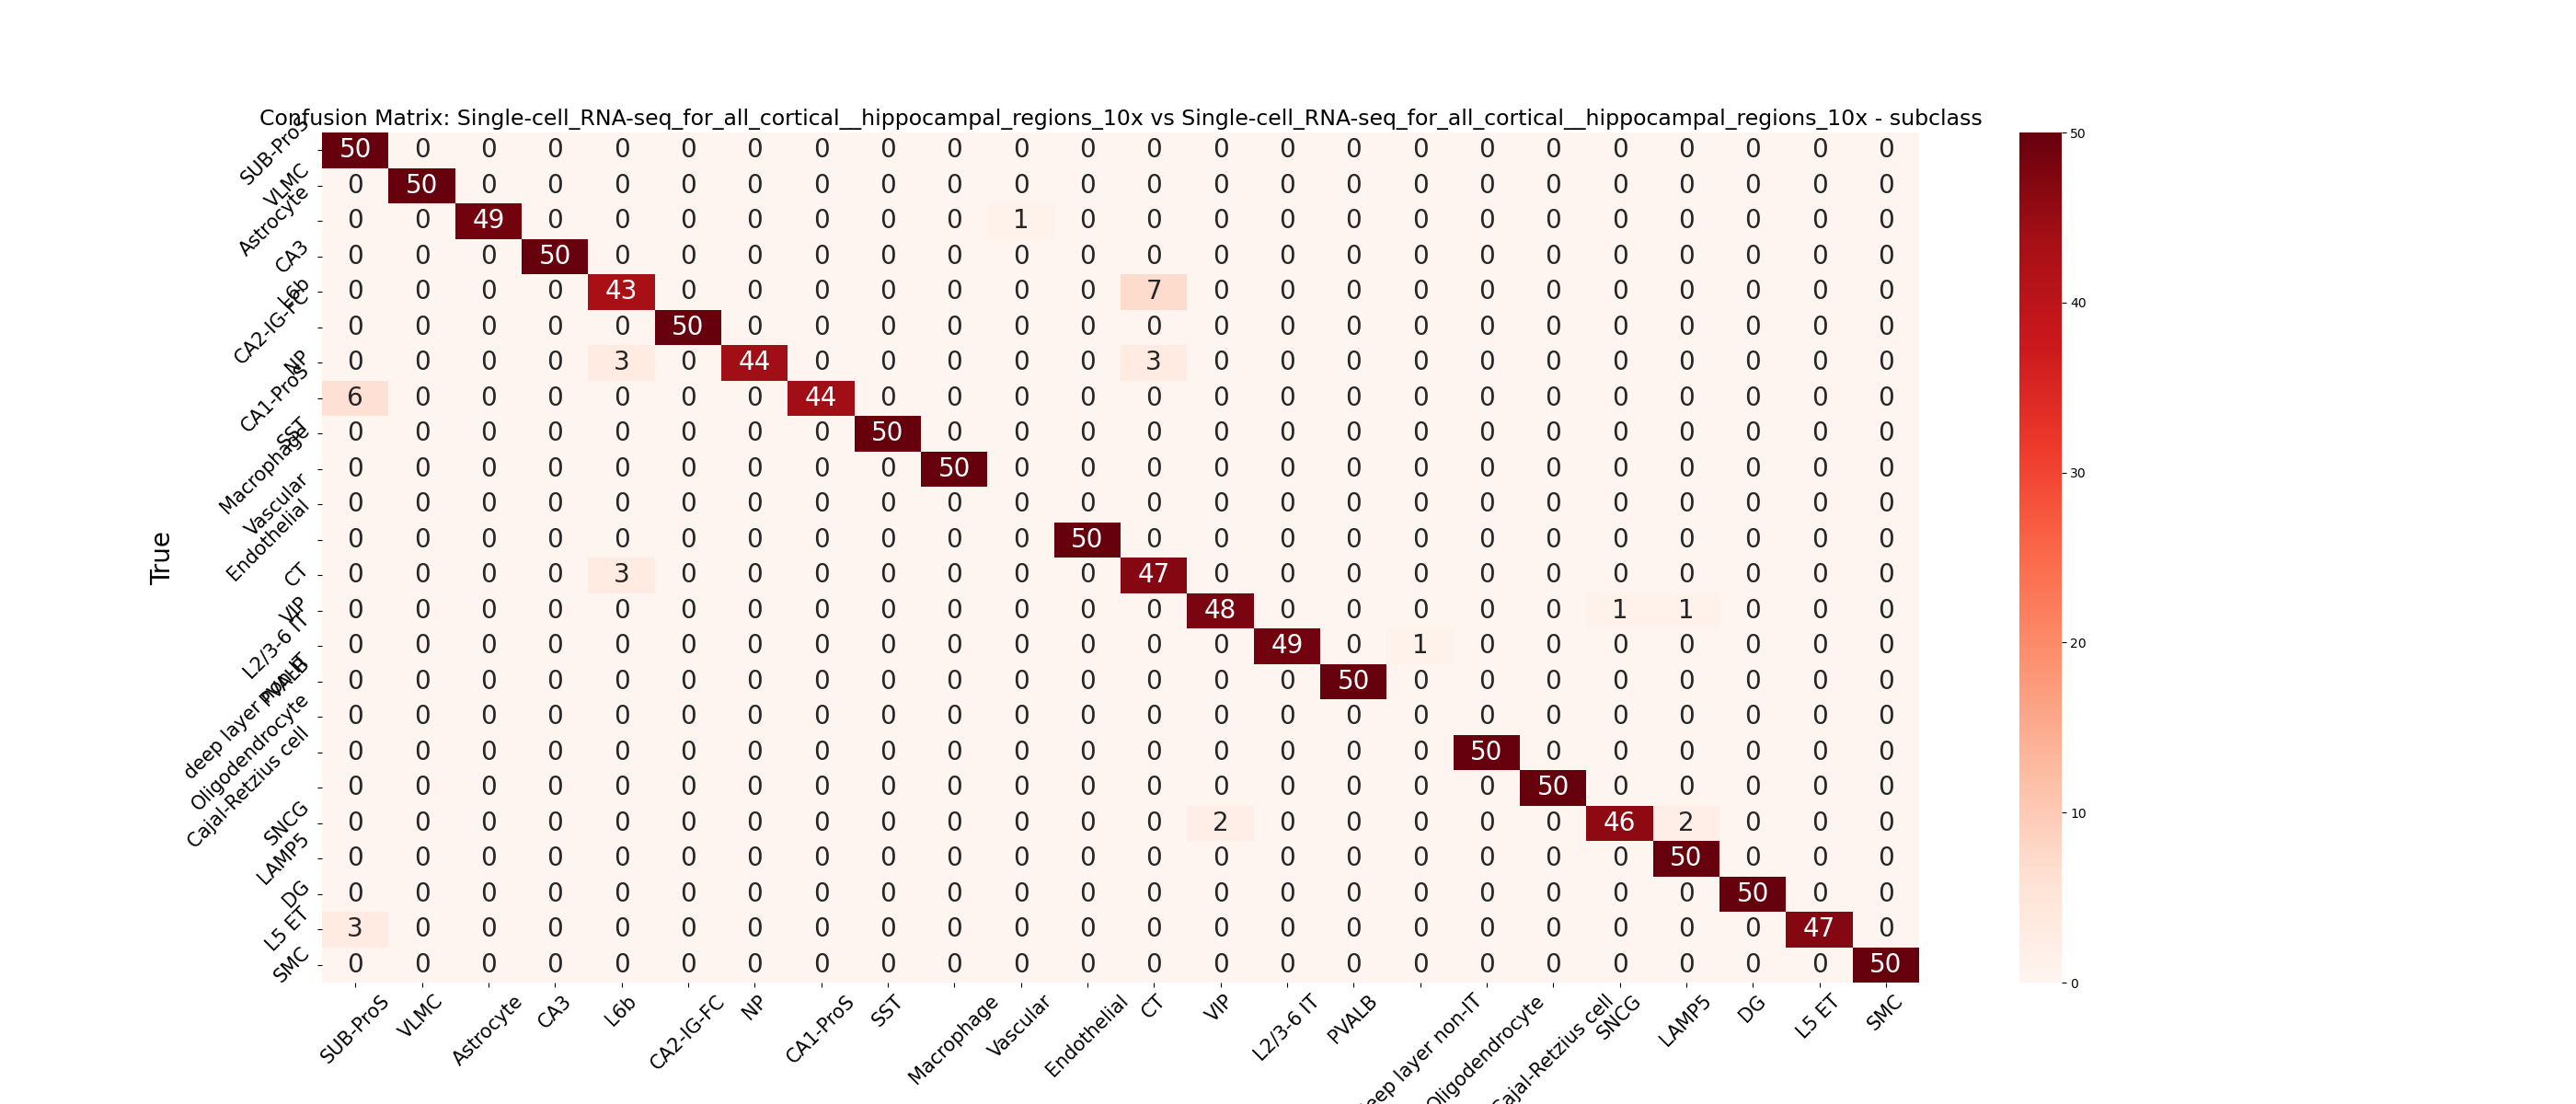 Confusion Matrix: Single-cell_RNA-seq_for_all_cortical__hippocampal_regions_10x vs Single-cell_RNA-seq_for_all_cortical__hippocampal_regions_10x - subclass
SUB-ProS 50 0 0 0 0 0 0 0 0 0 0 0 0 0 0 0 0 0 0 0 0 0 0 0
VLMC 0 50 0 0 0 0 0 0 0 0 0 0 0 0 0 0 0 0 0 0 0 0 0 0
Astrocyte 0 0 49 0 0 0 0 0 0 0 1 0 0 0 0 0 0 0 0 0 0 0 0 0
CA3 0 0 0 50 0 0 0 0 0 0 0 0 0 0 0 0 0 0 0 0 0 0 0 0
L6b 0 0 0 0 43 0 0 0 0 0 0 0 7 0 0 0 0 0 0 0 0 0 0 0
CA2-IG-FC 0 0 0 0 0 50 0 0 0 0 0 0 0 0 0 0 0 0 0 0 0 0 0 0
NP 0 0 0 0 3 0 44 0 0 0 0 0 3 0 0 0 0 0 0 0 0 0 0 0
CA1-ProS 6 0 0 0 0 0 0 44 0 0 0 0 0 0 0 0 0 0 0 0 0 0 0 0
SST 0 0 0 0 0 0 0 0 50 0 0 0 0 0 0 0 0 0 0 0 0 0 0 0
Macrophage 0 0 0 0 0 0 0 0 0 50 0 0 0 0 0 0 0 0 0 0 0 0 0 0
Vascular 0 0 0 0 0 0 0 0 0 0 0 0 0 0 0 0 0 0 0 0 0 0 0 0
Endothelial 0 0 0 0 0 0 0 0 0 0 0 50 0 0 0 0 0 0 0 0 0 0 0 0
CT 0 0 0 0 3 0 0 0 0 0 0 0 47 0 0 0 0 0 0 0 0 0 0 0
VIP 0 0 0 0 0 0 0 0 0 0 0 0 0 48 0 0 0 0 0 1 1 0 0 0
L2/3-6 IT 0 0 0 0 0 0 0 0 0 0 0 0 0 0 49 0 1 0 0 0 0 0 0 0
PVALB 0 0 0 0 0 0 0 0 0 0 0 0 0 0 0 50 0 0 0 0 0 0 0 0
deep layer non-IT 0 0 0 0 0 0 0 0 0 0 0 0 0 0 0 0 0 0 0 0 0 0 0 0
Oligodendrocyte 0 0 0 0 0 0 0 0 0 0 0 0 0 0 0 0 0 50 0 0 0 0 0 0
Cajal-Retzius cell 0 0 0 0 0 0 0 0 0 0 0 0 0 0 0 0 0 0 50 0 0 0 0 0
SNCG 0 0 0 0 0 0 0 0 0 0 0 0 0 2 0 0 0 0 0 46 2 0 0 0
LAMP5 0 0 0 0 0 0 0 0 0 0 0 0 0 0 0 0 0 0 0 0 50 0 0 0
DG 0 0 0 0 0 0 0 0 0 0 0 0 0 0 0 0 0 0 0 0 0 50 0 0
L5 ET 3 0 0 0 0 0 0 0 0 0 0 0 0 0 0 0 0 0 0 0 0 0 47 0
SMC 0 0 0 0 0 0 0 0 0 0 0 0 0 0 0 0 0 0 0 0 0 0 0 50
True
SUB-ProS VLMC Astrocyte CA3 L6b CA2-IG-FC NP CA1-ProS SST Macrophage Vascular Endothelial CT VIP L2/3-6 IT PVALB eep layer non-IT Oligodendrocyte Cajal-Retzius cell SNCG LAMP5 DG L5 ET SMC
50
40
30
20
10
0